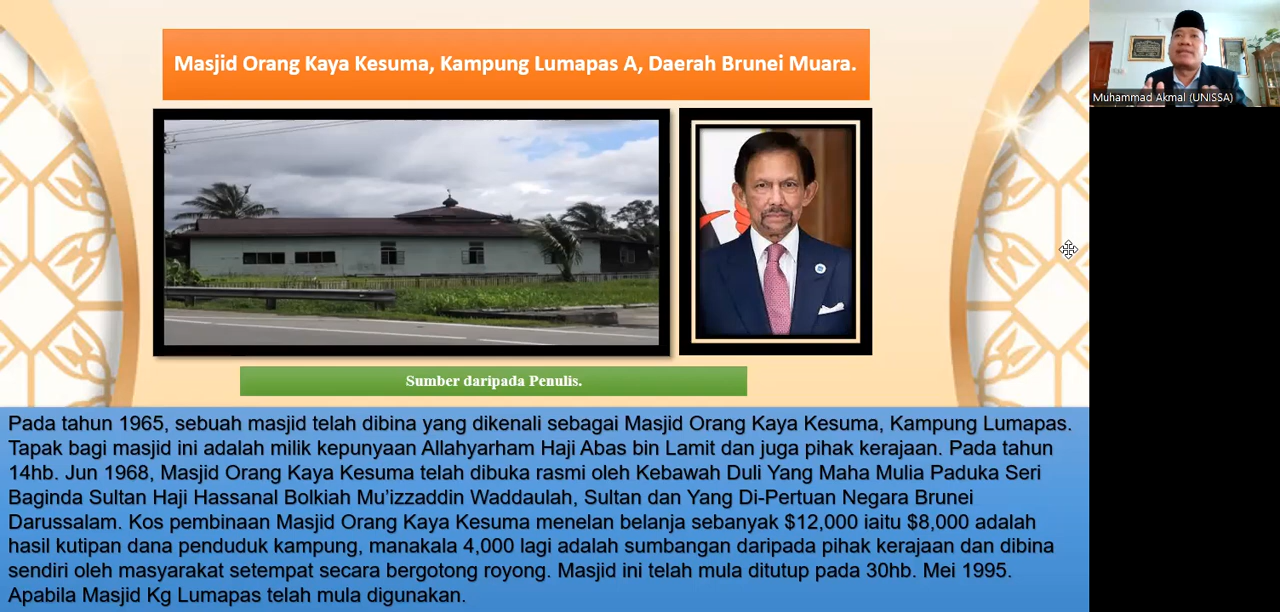 Masjid Orang Kaya Kesuma, Kampung Lumapas A, Daerah Brunei Muara.
Muhammad Akmal (UNISSA)
Sumber daripada Penulis.
Pada tahun 1965, sebuah masjid telah dibina yang dikenali sebagai Masjid Orang Kaya Kesuma, Kampung Lumapas.
Tapak bagi masjid ini adalah milik kepunyaan Allahyarham Haji Abas bin Lamit dan juga pihak kerajaan. Pada tahun
14hb. Jun 1968, Masjid Orang Kaya Kesuma telah dibuka rasmi oleh Kebawah Duli Yang Maha Mulia Paduka Seri
Baginda Sultan Haji Hassanal Bolkiah Mu’izzaddin Waddaulah, Sultan dan Yang Di-Pertuan Negara Brunei
Darussalam. Kos pembinaan Masjid Orang Kaya Kesuma menelan belanja sebanyak $12,000 iaitu $8,000 adalah
hasil kutipan dana penduduk kampung, manakala 4,000 lagi adalah sumbangan daripada pihak kerajaan dan dibina
sendiri oleh masyarakat setempat secara bergotong royong. Masjid ini telah mula ditutup pada 30hb. Mei 1995.
Apabila Masjid Kg Lumapas telah mula digunakan.